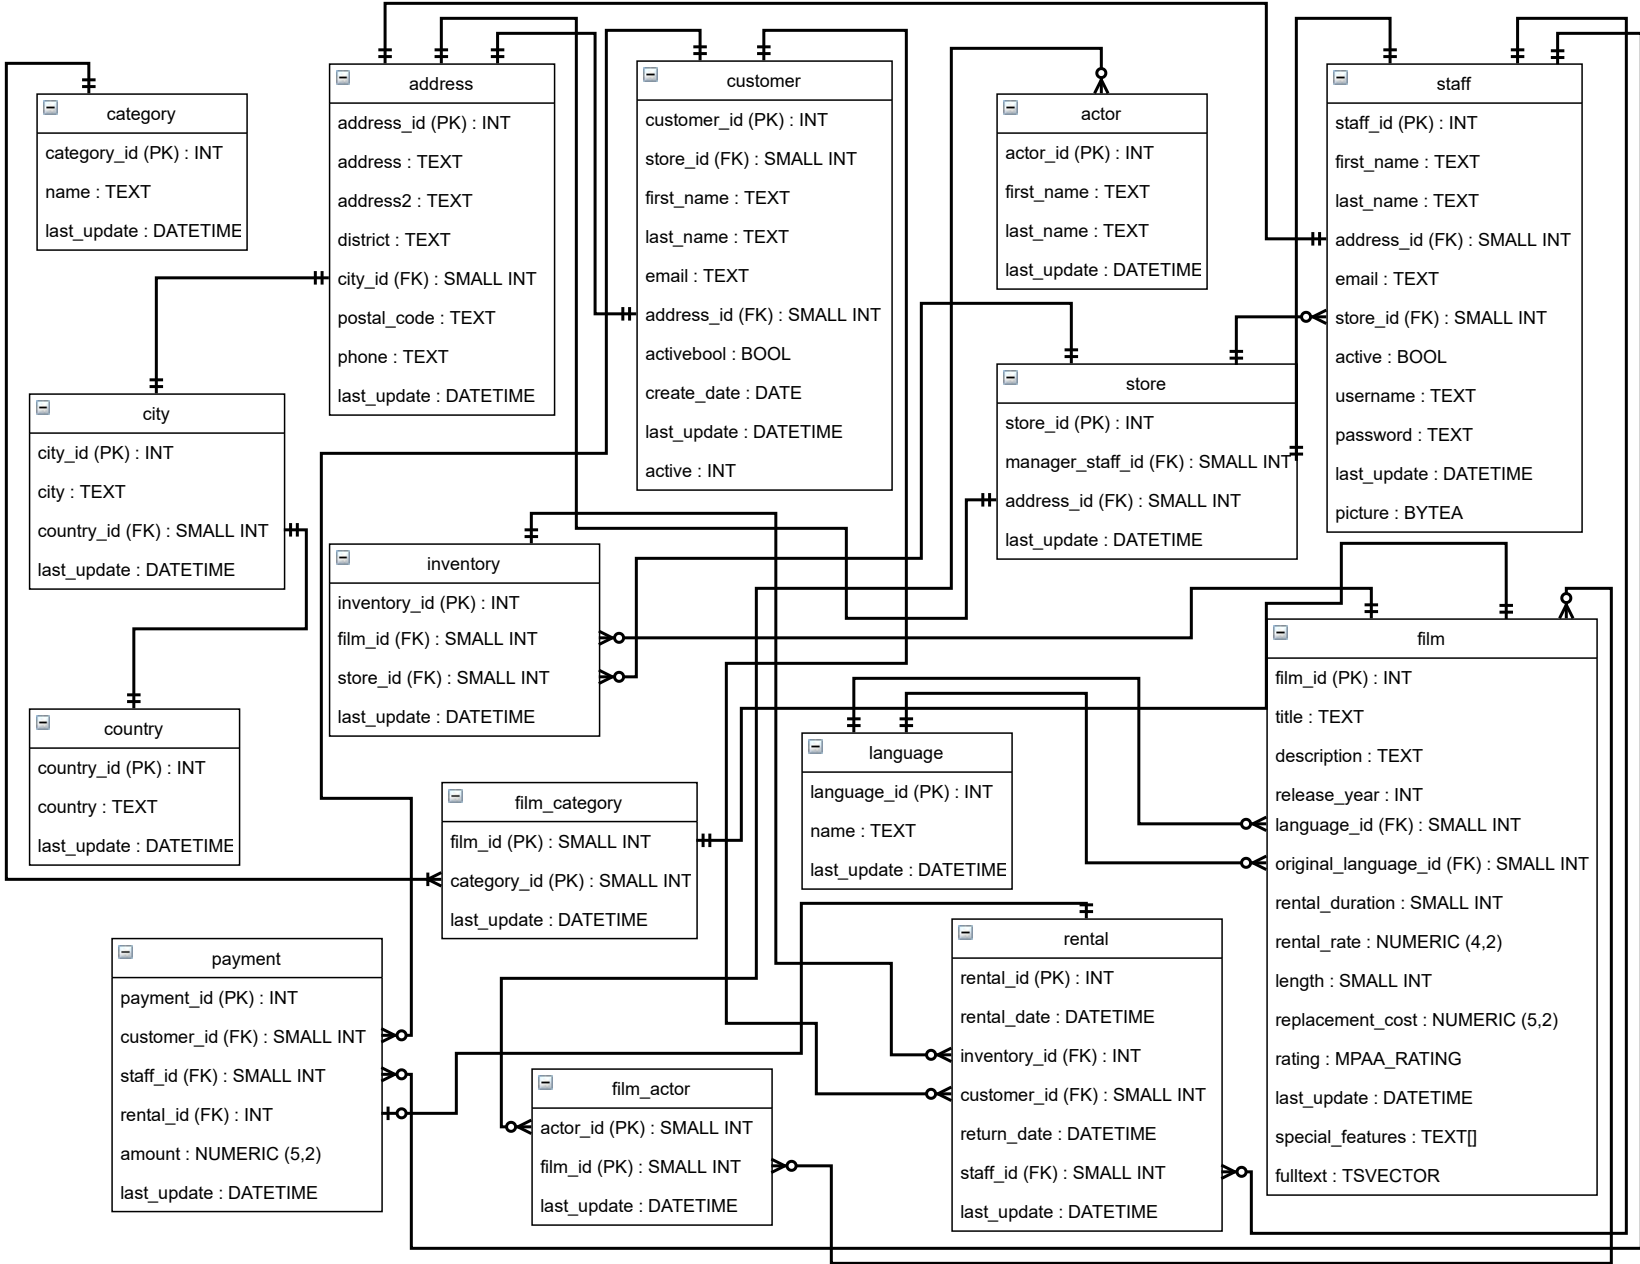 category
category_id (PK) : INT
name : TEXT
last_update : DATETIME
address
address_id (PK) : INT
address : TEXT
address2 : TEXT
district : TEXT
city_id (FK) : SMALL INT
postal_code : TEXT
phone : TEXT
last_update : DATETIME
customer
customer_id (PK) : INT
store_id (FK) : SMALL INT
first_name : TEXT
last_name : TEXT
email : TEXT
address_id (FK) : SMALL INT
activebool : BOOL
create_date : DATE
last_update : DATETIME
active : INT
actor
actor_id (PK) : INT
first_name : TEXT
last_name : TEXT
last_update : DATETIME
staff
staff_id (PK) : INT
first_name : TEXT
last_name : TEXT
address_id (FK) : SMALL INT
email : TEXT
store_id (FK) : SMALL INT
active : BOOL
username : TEXT
password : TEXT
last_update : DATETIME
picture : BYTEA
city
city_id (PK) : INT
city : TEXT
country_id (FK) : SMALL INT
last_update : DATETIME
store
store_id (PK) : INT
manager_staff_id (FK) : SMALL INT
address_id (FK) : SMALL INT
last_update : DATETIME
inventory
inventory_id (PK) : INT
film_id (FK) : SMALL INT
store_id (FK) : SMALL INT
last_update : DATETIME
film
film_id (PK) : INT
title : TEXT
description : TEXT
release_year : INT
language_id (FK) : SMALL INT
original_language_id (FK) : SMALL INT
rental_duration : SMALL INT
rental_rate : NUMERIC (4,2)
length : SMALL INT
replacement_cost : NUMERIC (5,2)
rating : MPAA_RATING
last_update : DATETIME
special_features : TEXT[]
fulltext : TSVECTOR
country
country_id (PK) : INT
country : TEXT
last_update : DATETIME
language
language_id (PK) : INT
name : TEXT
last_update : DATETIME
film_category
film_id (PK) : SMALL INT
category_id (PK) : SMALL INT
last_update : DATETIME
payment
payment_id (PK) : INT
customer_id (FK) : SMALL INT
staff_id (FK) : SMALL INT
rental_id (FK) : INT
amount : NUMERIC (5,2)
last_update : DATETIME
rental
rental_id (PK) : INT
rental_date : DATETIME
inventory_id (FK) : INT
customer_id (FK) : SMALL INT
return_date : DATETIME
staff_id (FK) : SMALL INT
last_update : DATETIME
film_actor
actor_id (PK) : SMALL INT
film_id (PK) : SMALL INT
last_update : DATETIME